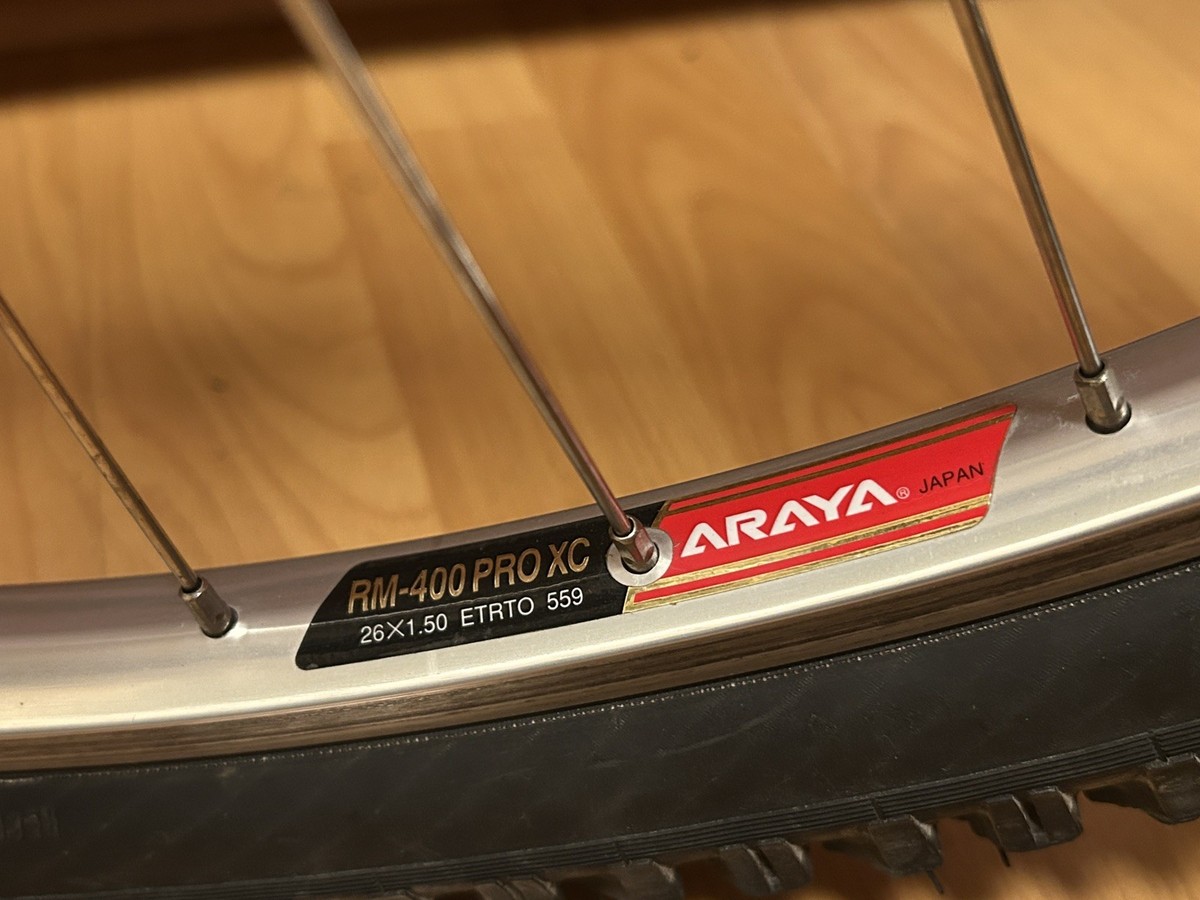 RM-400 PRO XC
26×1.50 ETRTO 559
ARAYA® JAPAN